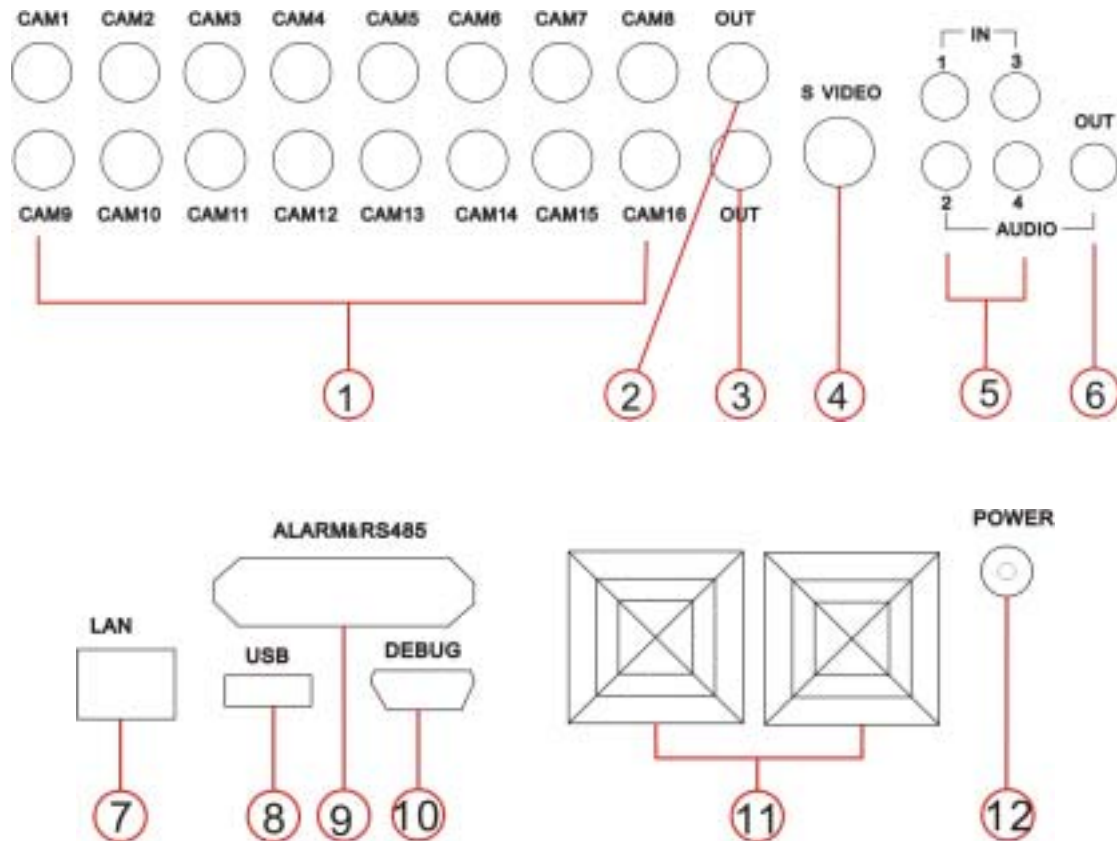 CAM1 CAM2 CAM3 CAM4 CAM5 CAM6 CAM7 CAM8 OUT
IN
1 3
S VIDEO
OUT
CAM9 CAM10 CAM11 CAM12 CAM13 CAM14 CAM15 CAM16 OUT
2 4
AUDIO
1 2 3 4 5 6
ALARM&RS485
POWER
LAN
USB
DEBUG
7 8 9 10 11 12